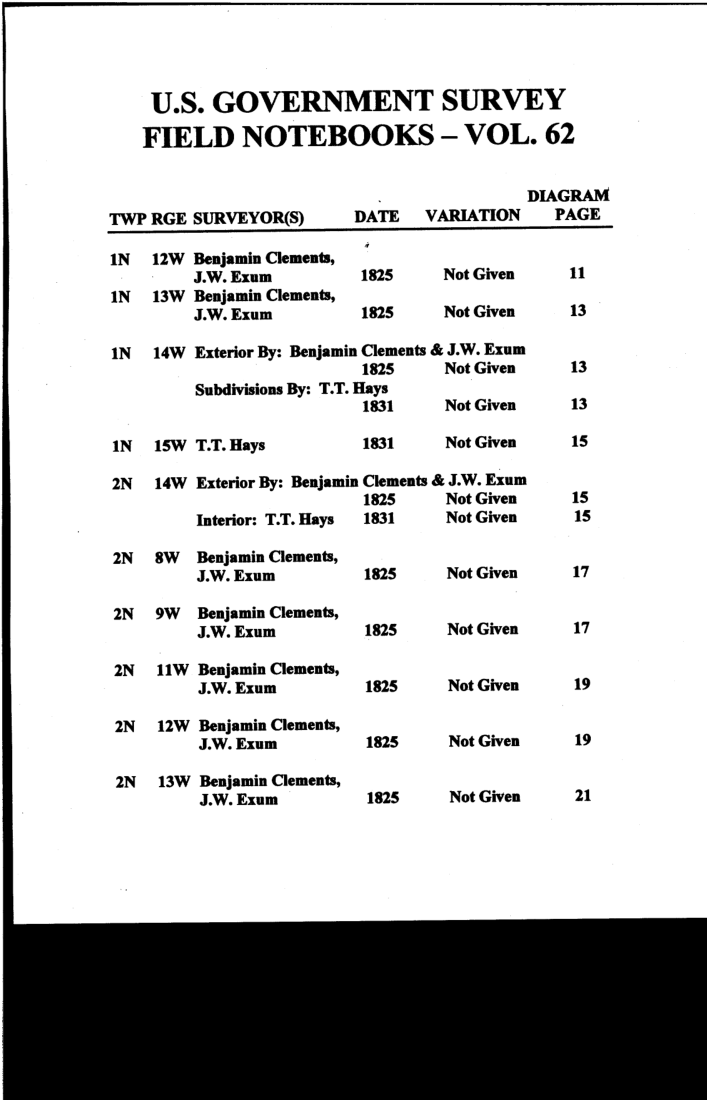 U.S. GOVERNMENT SURVEY
FIELD NOTEBOOKS – VOL. 62
DIAGRAM
TWP RGE SURVEYOR(S) DATE VARIATION PAGE
1N 12W Benjamin Clements,
J.W. Exum 1825 Not Given 11
1N 13W Benjamin Clements,
J.W. Exum 1825 Not Given 13
1N 14W Exterior By: Benjamin Clements & J.W. Exum
1825 Not Given 13
Subdivisions By: T.T. Hays
1831 Not Given 13
1N 15W T.T. Hays 1831 Not Given 15
2N 14W Exterior By: Benjamin Clements & J.W. Exum
1825 Not Given 15
Interior: T.T. Hays 1831 Not Given 15
2N 8W Benjamin Clements,
J.W. Exum 1825 Not Given 17
2N 9W Benjamin Clements,
J.W. Exum 1825 Not Given 17
2N 11W Benjamin Clements,
J.W. Exum 1825 Not Given 19
2N 12W Benjamin Clements,
J.W. Exum 1825 Not Given 19
2N 13W Benjamin Clements,
J.W. Exum 1825 Not Given 21